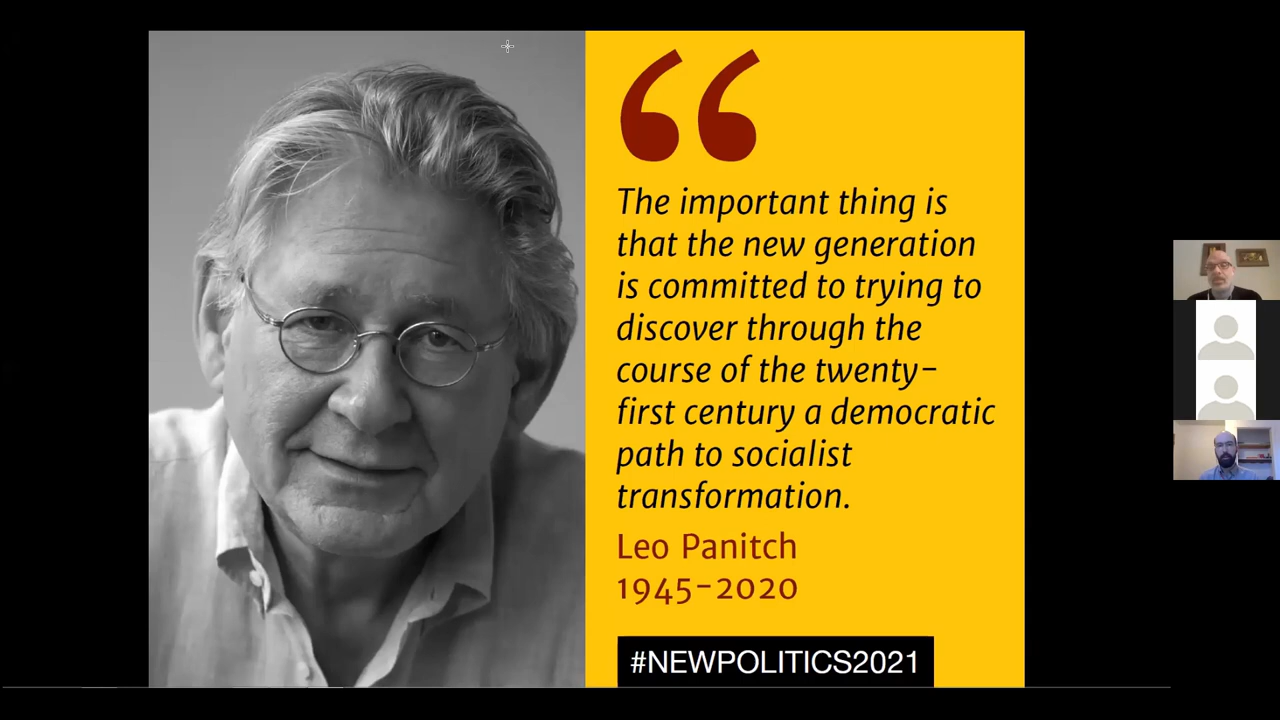 “
The important thing is
that the new generation
is committed to trying to
discover through the
course of the twenty-
first century a democratic
path to socialist
transformation.
Leo Panitch
1945-2020
#NEWPOLITICS2021